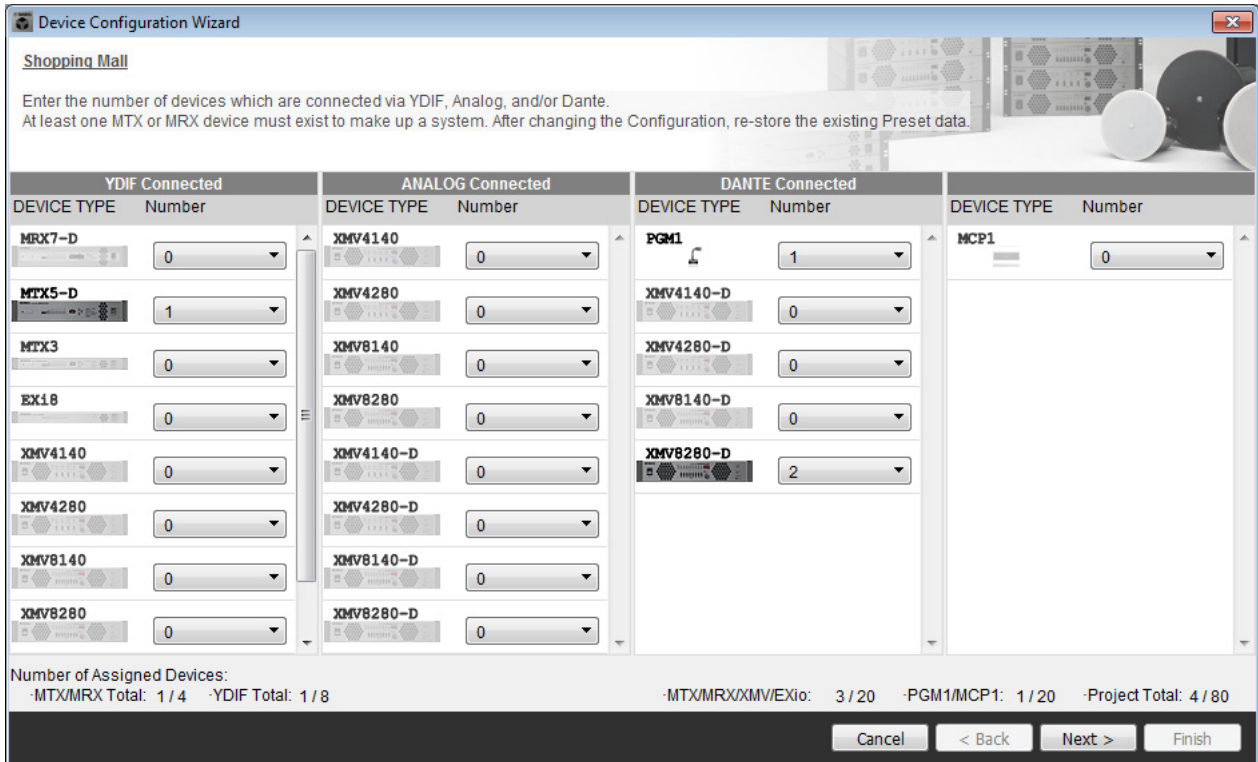 Device Configuration Wizard
Shopping Mall
Enter the number of devices which are connected via YDIF, Analog, and/or Dante.
At least one MTX or MRX device must exist to make up a system. After changing the Configuration, re-store the existing Preset data.
YDIF Connected
DEVICE TYPE Number
MRX7-D 0
MTX5-D 1
MTX3 0
EXi8 0
XMV4140 0
XMV4280 0
XMV8140 0
XMV8280 0
ANALOG Connected
DEVICE TYPE Number
XMV4140 0
XMV4280 0
XMV8140 0
XMV8280 0
XMV4140-D 0
XMV4280-D 0
XMV8140-D 0
XMV8280-D 0
DANTE Connected
DEVICE TYPE Number
PGM1 1
XMV4140-D 0
XMV4280-D 0
XMV8140-D 0
XMV8280-D 2
DEVICE TYPE Number
MCP1 0
Number of Assigned Devices:
-MTX/MRX Total: 1 / 4 -YDIF Total: 1 / 8 -MTX/MRX/XMV/EXio: 3 / 20 -PGM1/MCP1: 1 / 20 -Project Total: 4 / 80
Cancel < Back Next > Finish